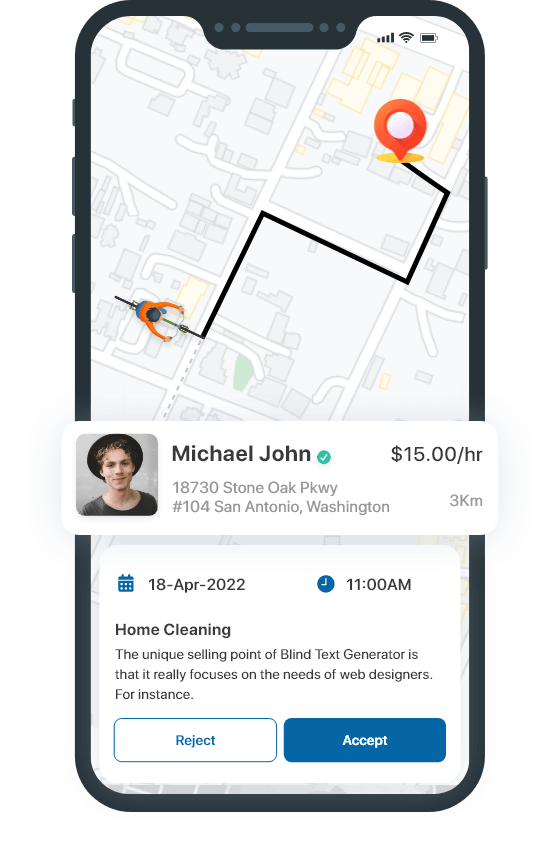 Michael John
$15.00/hr
18730 Stone Oak Pkwy
#104 San Antonio, Washington
3Km
18-Apr-2022
11:00AM
Home Cleaning
The unique selling point of Blind Text Generator is
that it really focuses on the needs of web designers.
For instance.
Reject
Accept